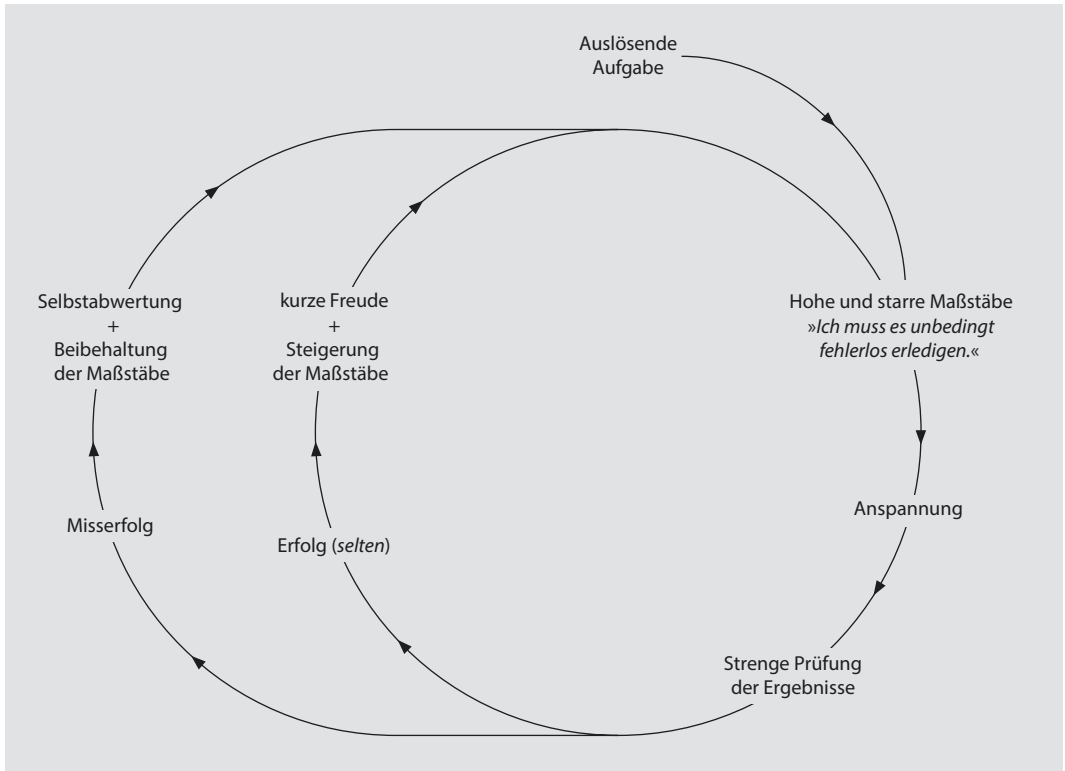 Auslösende
Aufgabe
Selbstabwertung
+
Beibehaltung
der Maßstäbe
kurze Freude
+
Steigerung
der Maßstäbe
Hohe und starre Maßstäbe
»Ich muss es unbedingt
fehlerlos erledigen.«
Anspannung
Misserfolg
Erfolg (selten)
Strenge Prüfung
der Ergebnisse